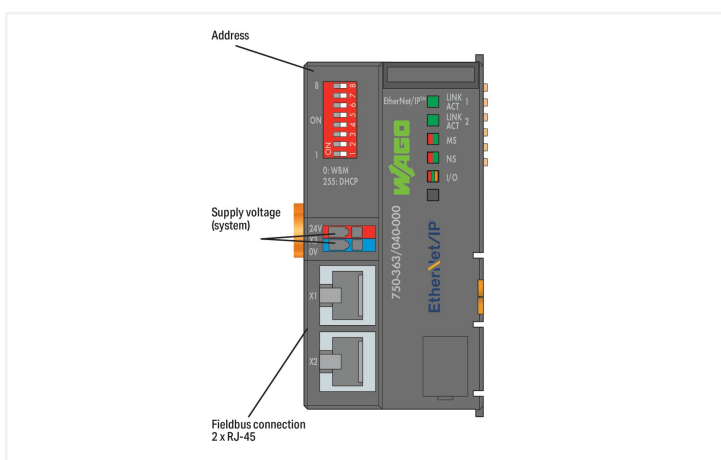 Address
8
8
7
6
5
4
3
2
1
ON
ON
1
0: WBM
255: DHCP
EtherNet/IP™
LINK 1
ACT
LINK 2
ACT
MS
NS
I/O
WAGO
750-363/040-000
EtherNet/IP
Supply voltage
(system)
24V
X3
0V
X1
X2
Fieldbus connection
2 x RJ-45